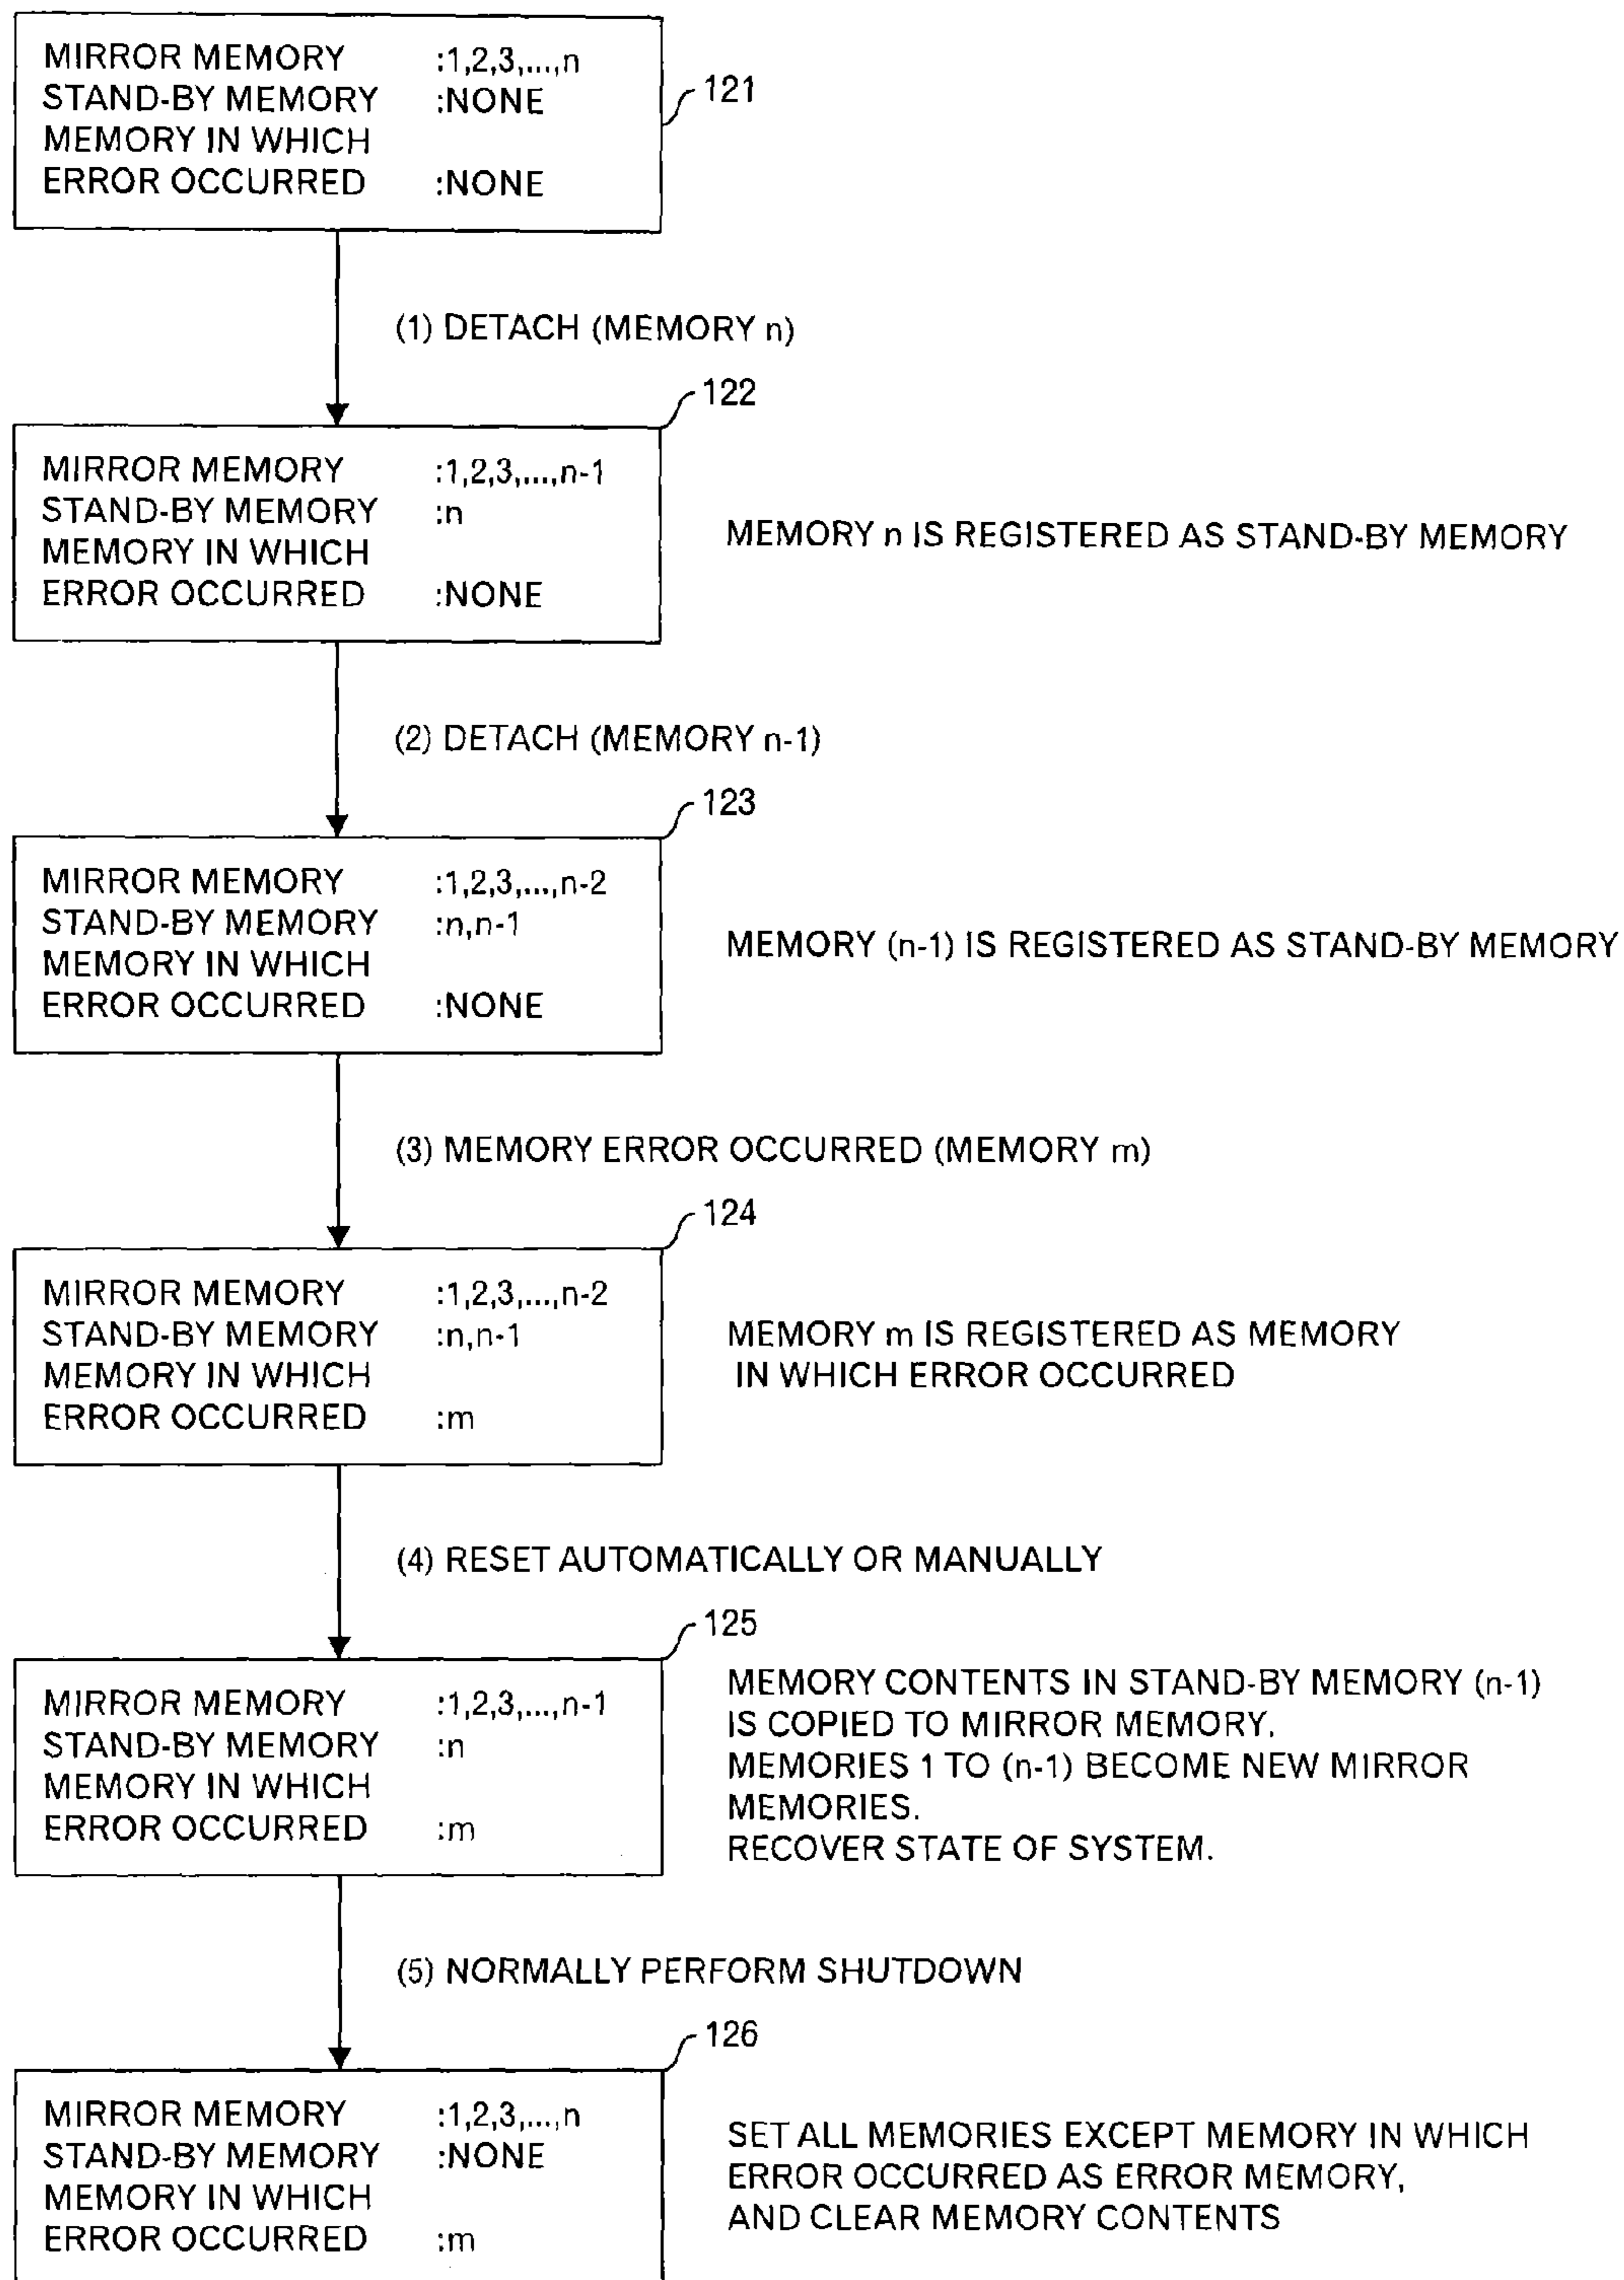 MIRROR MEMORY :1,2,3,...,n
STAND-BY MEMORY :NONE
MEMORY IN WHICH
ERROR OCCURRED :NONE
121
(1) DETACH (MEMORY n)
122
MIRROR MEMORY :1,2,3,...,n-1
STAND-BY MEMORY :n
MEMORY IN WHICH
ERROR OCCURRED :NONE
MEMORY n IS REGISTERED AS STAND-BY MEMORY
(2) DETACH (MEMORY n-1)
123
MIRROR MEMORY :1,2,3,...,n-2
STAND-BY MEMORY :n,n-1
MEMORY IN WHICH
ERROR OCCURRED :NONE
MEMORY (n-1) IS REGISTERED AS STAND-BY MEMORY
(3) MEMORY ERROR OCCURRED (MEMORY m)
124
MIRROR MEMORY :1,2,3,...,n-2
STAND-BY MEMORY :n,n-1
MEMORY IN WHICH
ERROR OCCURRED :m
MEMORY m IS REGISTERED AS MEMORY
IN WHICH ERROR OCCURRED
(4) RESET AUTOMATICALLY OR MANUALLY
125
MIRROR MEMORY :1,2,3,...,n-1
STAND-BY MEMORY :n
MEMORY IN WHICH
ERROR OCCURRED :m
MEMORY CONTENTS IN STAND-BY MEMORY (n-1)
IS COPIED TO MIRROR MEMORY.
MEMORIES 1 TO (n-1) BECOME NEW MIRROR
MEMORIES.
RECOVER STATE OF SYSTEM.
(5) NORMALLY PERFORM SHUTDOWN
126
MIRROR MEMORY :1,2,3,...,n
STAND-BY MEMORY :NONE
MEMORY IN WHICH
ERROR OCCURRED :m
SET ALL MEMORIES EXCEPT MEMORY IN WHICH
ERROR OCCURRED AS ERROR MEMORY,
AND CLEAR MEMORY CONTENTS